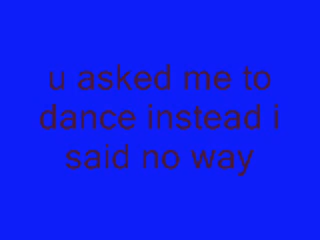 u asked me to
dance instead i
said no way